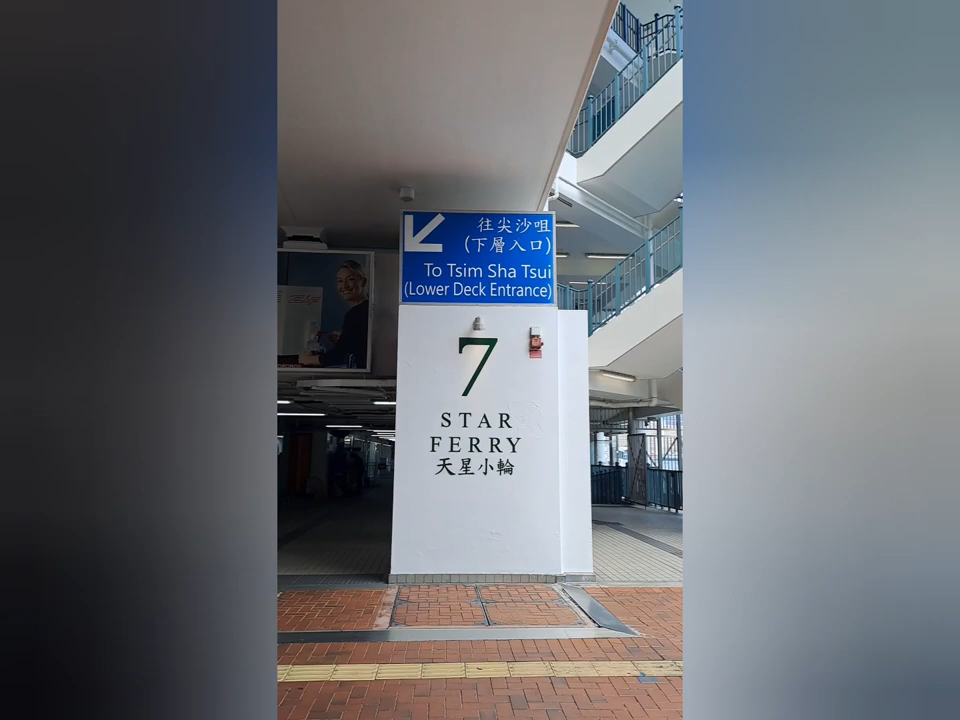 往尖沙咀
(下層入口)
To Tsim Sha Tsui
(Lower Deck Entrance)
7
STAR
FERRY
天星小輪